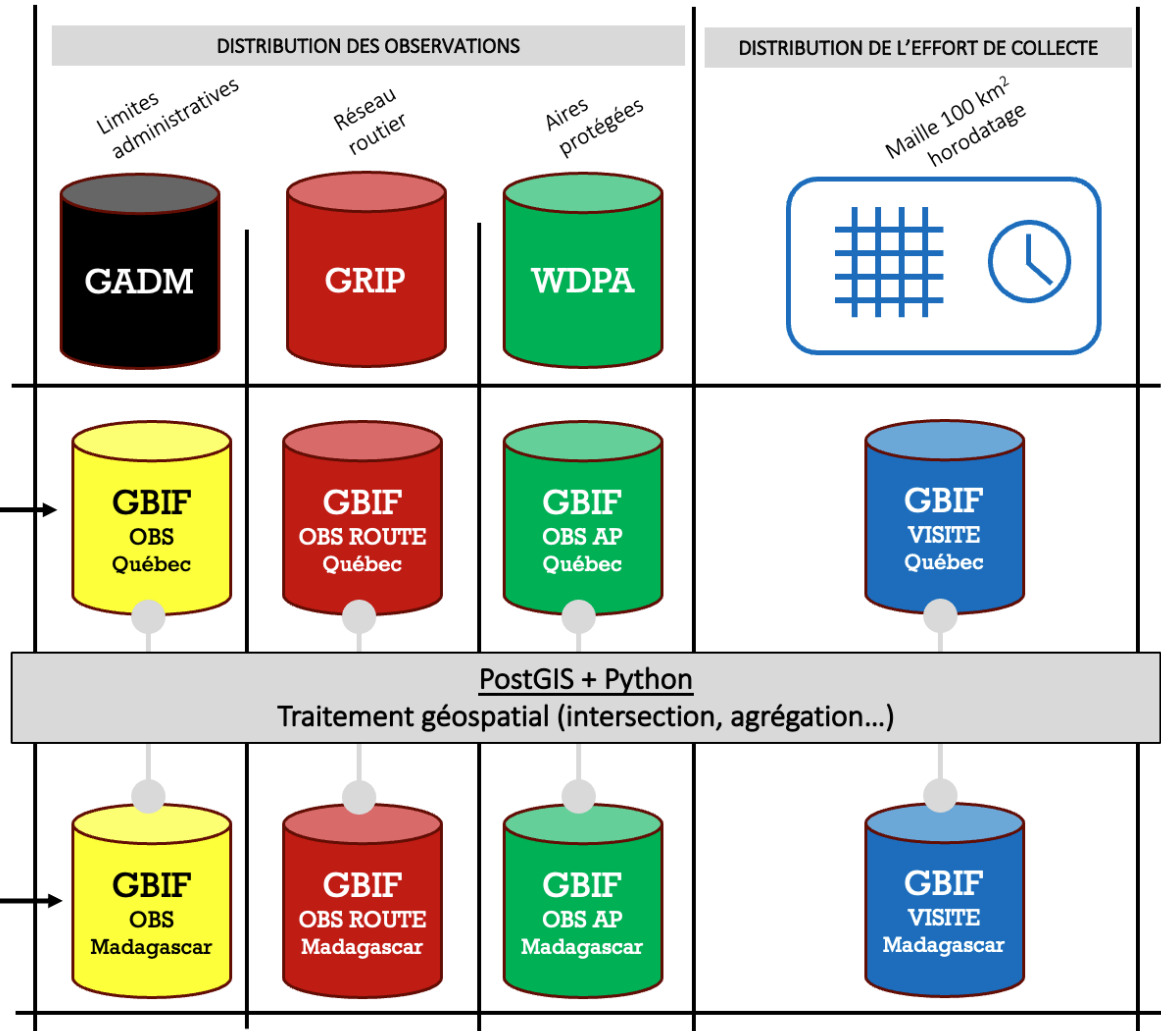 DISTRIBUTION DES OBSERVATIONS
DISTRIBUTION DE L’EFFORT DE COLLECTE
Limites
administratives
Réseau
routier
Aires
protégées
Maille 100 km²
horodatage
GADM
GRIP
WDPA
GBIF
OBS
Québec
GBIF
OBS ROUTE
Québec
GBIF
OBS AP
Québec
GBIF
VISITE
Québec
PostGIS + Python
Traitement géospatial (intersection, agrégation…)
GBIF
OBS
Madagascar
GBIF
OBS ROUTE
Madagascar
GBIF
OBS AP
Madagascar
GBIF
VISITE
Madagascar